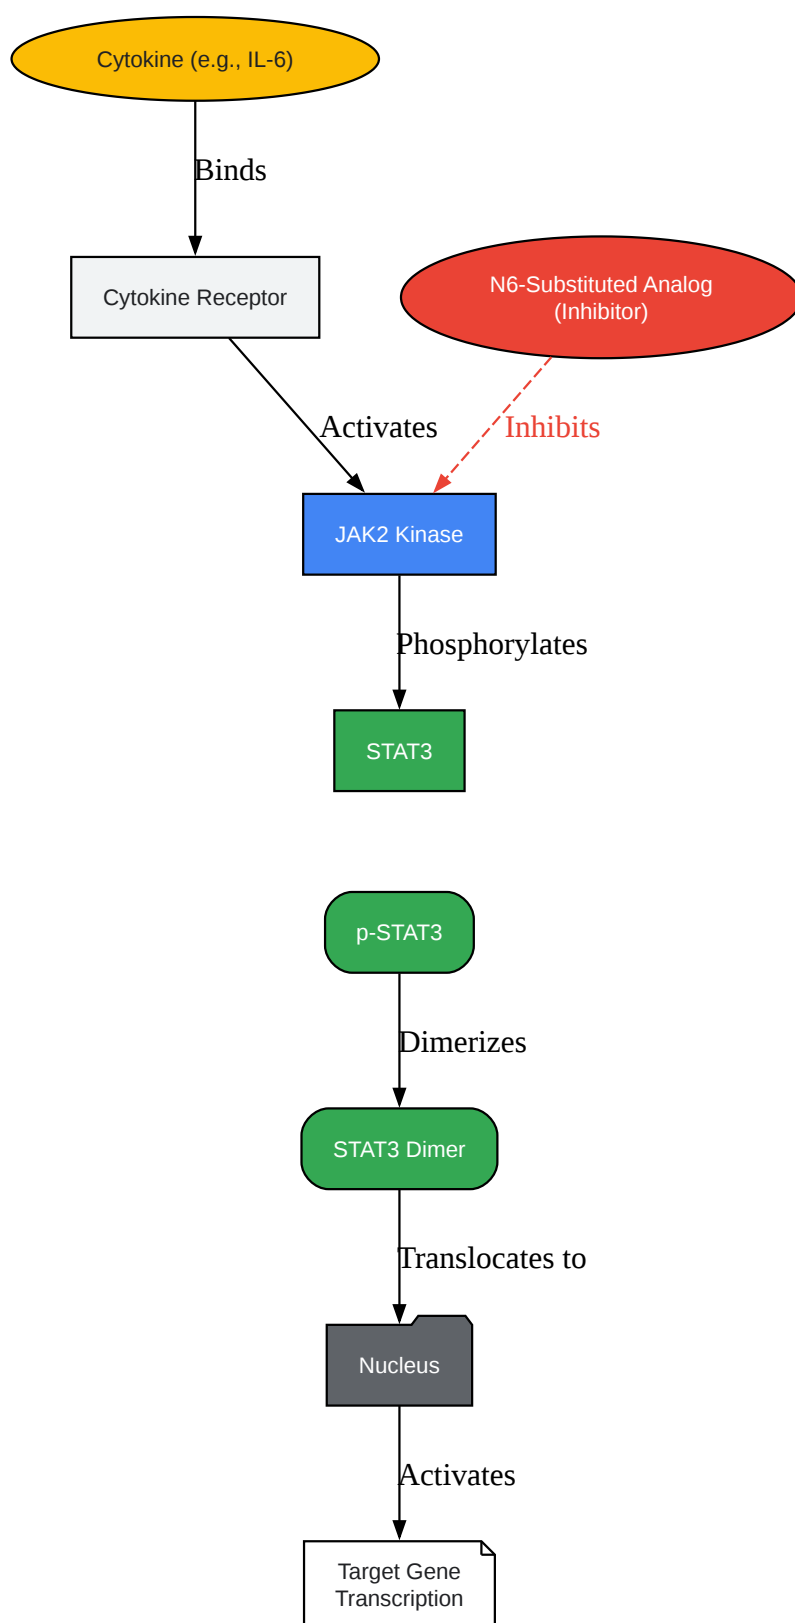 Cytokine (e.g., IL-6)
Binds
Cytokine Receptor
N6-Substituted Analog
(Inhibitor)
Activates
Inhibits
JAK2 Kinase
Phosphorylates
STAT3
p-STAT3
Dimerizes
STAT3 Dimer
Translocates to
Nucleus
Activates
Target Gene
Transcription